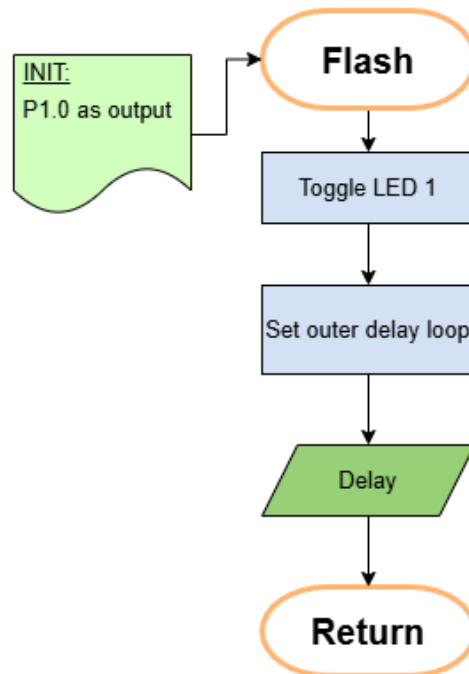 INIT:
P1.0 as output
Flash
Toggle LED 1
Set outer delay loop
Delay
Return